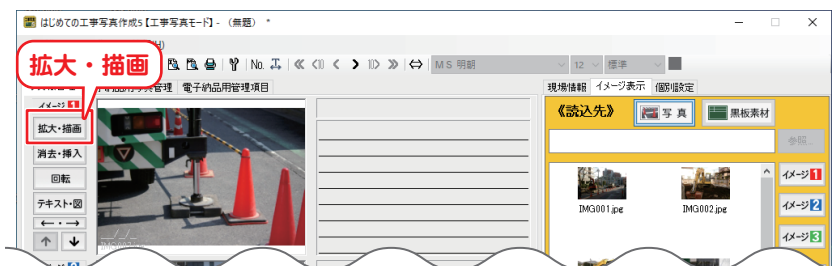 はじめての工事写真作成5【工事写真モード】- （無題） *
拡大・描画
No.
MS 明朝
12
標準
管理 電子納品用管理項目
現場情報 イメージ表示 個別設定
イメージ 1
拡大・描画
消去・挿入
回転
テキスト・図
←・→
↑ ↓
《読込先》 写 真 黒板素材
参照...
IMG001.jpg
IMG002.jpg
イメージ 1
イメージ 2
イメージ 3